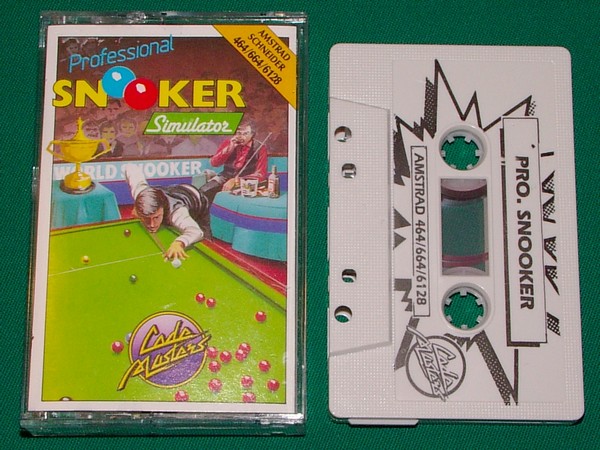 Professional
SNOOKER
Simulator
AMSTRAD
SCHNEIDER
464/664/6128
WORLD SNOOKER
Code
Masters
PRO. SNOOKER
AMSTRAD 464/664/6128
Code
Masters